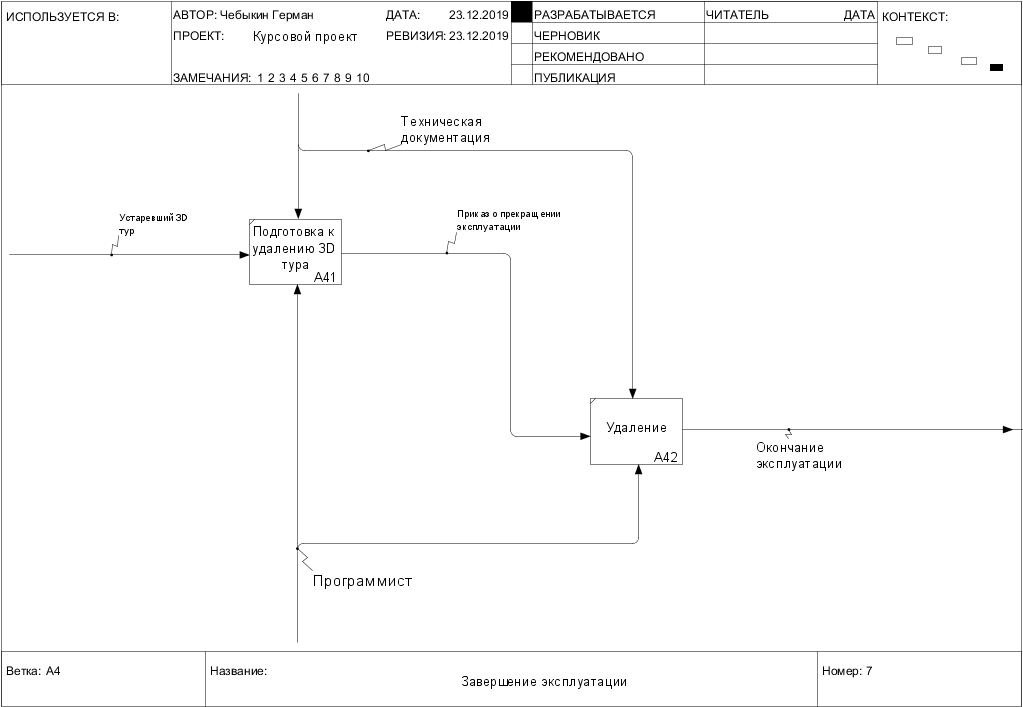 ИСПОЛЬЗУЕТСЯ В:
АВТОР: Чебыкин Герман
ДАТА: 23.12.2019
ПРОЕКТ: Курсовой проект
РЕВИЗИЯ: 23.12.2019
ЗАМЕЧАНИЯ: 1 2 3 4 5 6 7 8 9 10
РАЗРАБАТЫВАЕТСЯ
ЧЕРНОВИК
РЕКОМЕНДОВАНО
ПУБЛИКАЦИЯ
ЧИТАТЕЛЬ ДАТА
КОНТЕКСТ:
Техническая
документация
Устаревший 3D
тур
Подготовка к
удалению 3D
тура
A41
Приказ о прекращении
эксплуатации
Удаление
A42
Окончание
эксплуатации
Программист
Ветка: A4
Название:
Завершение эксплуатации
Номер: 7